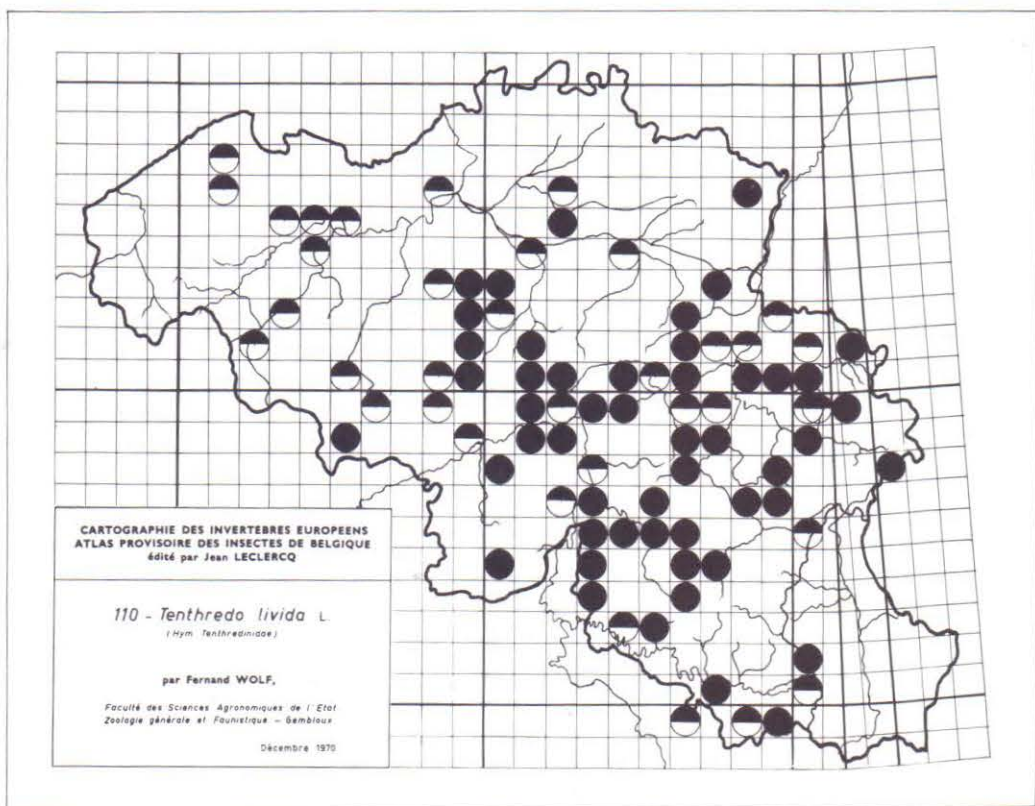 CARTOGRAPHIE DES INVERTEBRES EUROPEENS
ATLAS PROVISOIRE DES INSECTES DE BELGIQUE
édité par Jean LECLERCQ
110 - Tenthredo livida L.
(Hym. Tenthredinidae)
par Fernand WOLF,
Faculté des Sciences Agronomiques de l'Etat
Zoologie générale et Faunistique - Gembloux
Décembre 1970